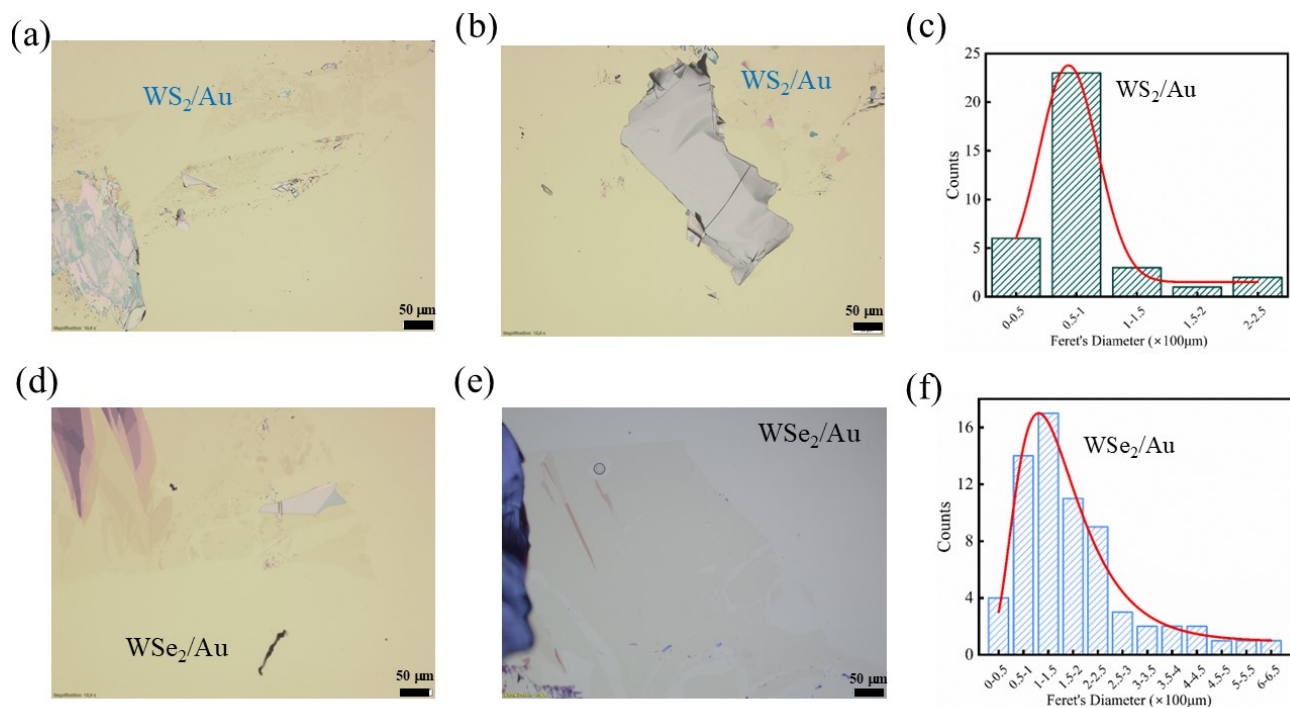 (a)
WS₂/Au
50 μm
(b)
WS₂/Au
50 μm
(c)
25
20
15
10
5
0
Counts
WS₂/Au
0-0.5
0.5-1
1-1.5
1.5-2
2-2.5
Feret's Diameter (×100μm)
(d)
WSe₂/Au
50 μm
(e)
WSe₂/Au
50 μm
(f)
16
12
8
4
0
Counts
WSe₂/Au
0-0.5
0.5-1
1-1.5
1.5-2
2-2.5
2.5-3
3-3.5
3.5-4
4-4.5
4.5-5
5-5.5
6-6.5
Feret's Diameter (×100μm)